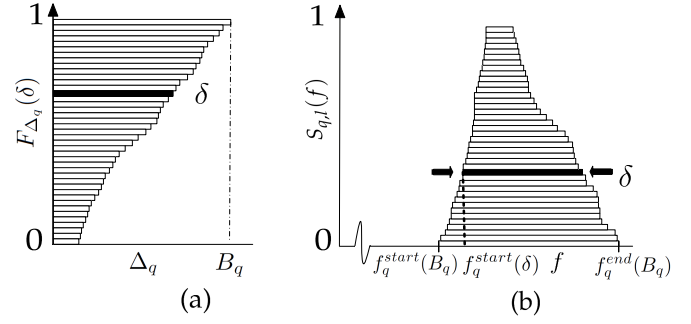 1
F_{Δ_q}(δ)
δ
0
Δ_q
B_q
(a)
1
s_{q,l}(f)
δ
0
f_q^{start}(B_q) f_q^{start}(δ) f f_q^{end}(B_q)
(b)